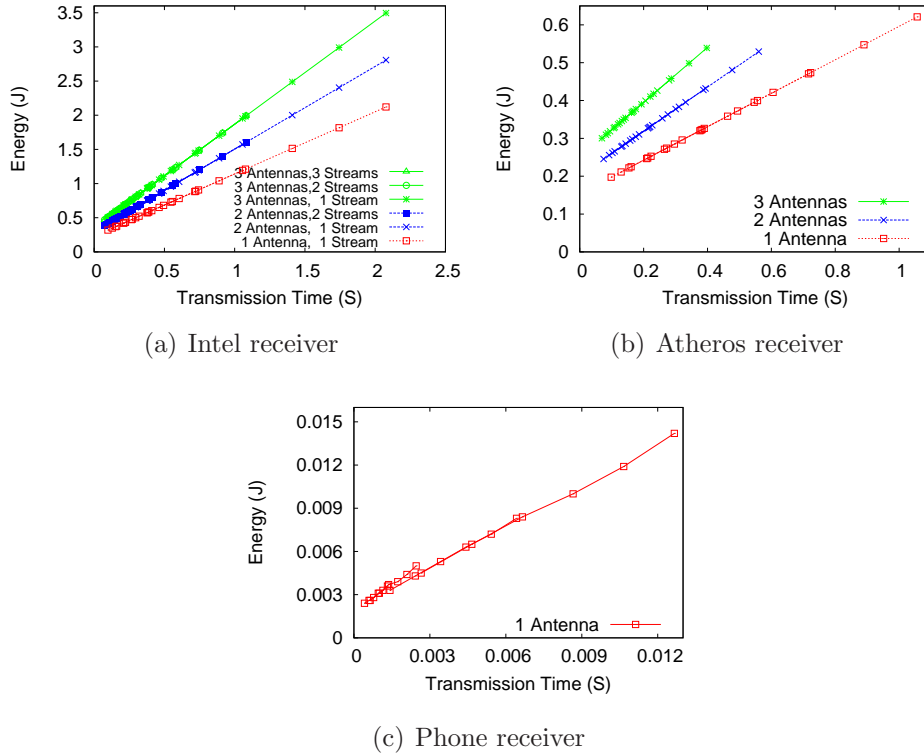 3.5
3
2.5
2
1.5
1
0.5
0
Energy (J)
3 Antennas,3 Streams
3 Antennas,2 Streams
3 Antennas, 1 Stream
2 Antennas,2 Streams
2 Antennas, 1 Stream
1 Antenna, 1 Stream
0 0.5 1 1.5 2 2.5
Transmission Time (S)
(a) Intel receiver
0.6
0.5
0.4
0.3
0.2
0.1
0
Energy (J)
3 Antennas
2 Antennas
1 Antenna
0 0.2 0.4 0.6 0.8 1
Transmission Time (S)
(b) Atheros receiver
0.015
0.012
0.009
0.006
0.003
0
Energy (J)
1 Antenna
0 0.003 0.006 0.009 0.012
Transmission Time (S)
(c) Phone receiver